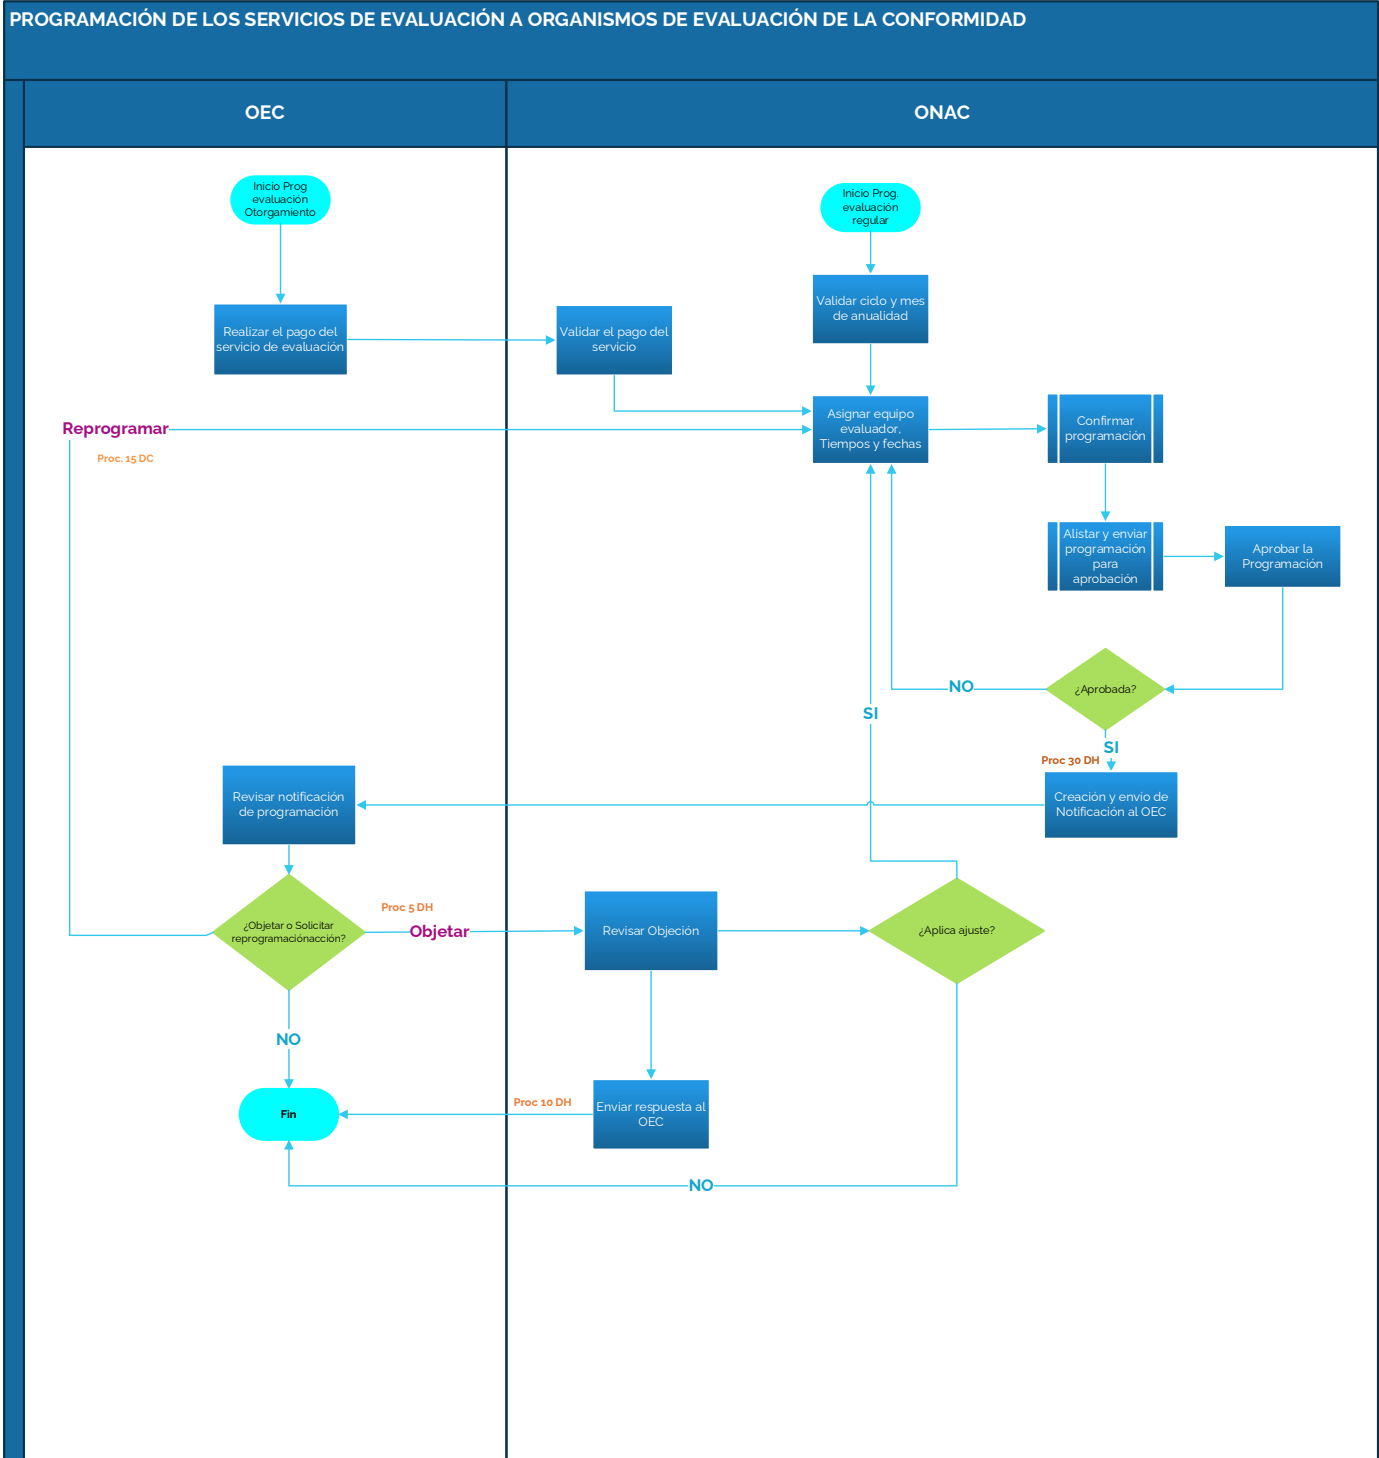 PROGRAMACIÓN DE LOS SERVICIOS DE EVALUACIÓN A ORGANISMOS DE EVALUACIÓN DE LA CONFORMIDAD
OEC
ONAC
Inicio Prog
evaluación
Otorgamiento
Inicio Prog.
evaluación
regular
Validar ciclo y mes
de anualidad
Realizar el pago del
servicio de evaluación
Validar el pago del
servicio
Reprogramar
Proc. 15 DC
Asignar equipo
evaluador,
Tiempos y fechas
Confirmar
programación
Alistar y enviar
programación
para
aprobación
Aprobar la
Programación
¿Aprobada?
NO
SI
SI
Proc 30 DH
Creación y envio de
Notificación al OEC
Revisar notificación
de programación
¿Objetar o Solicitar
reprogramaciónacción?
Proc 5 DH
Objetar
Revisar Objeción
¿Aplica ajuste?
NO
Fin
Proc 10 DH
Enviar respuesta al
OEC
NO